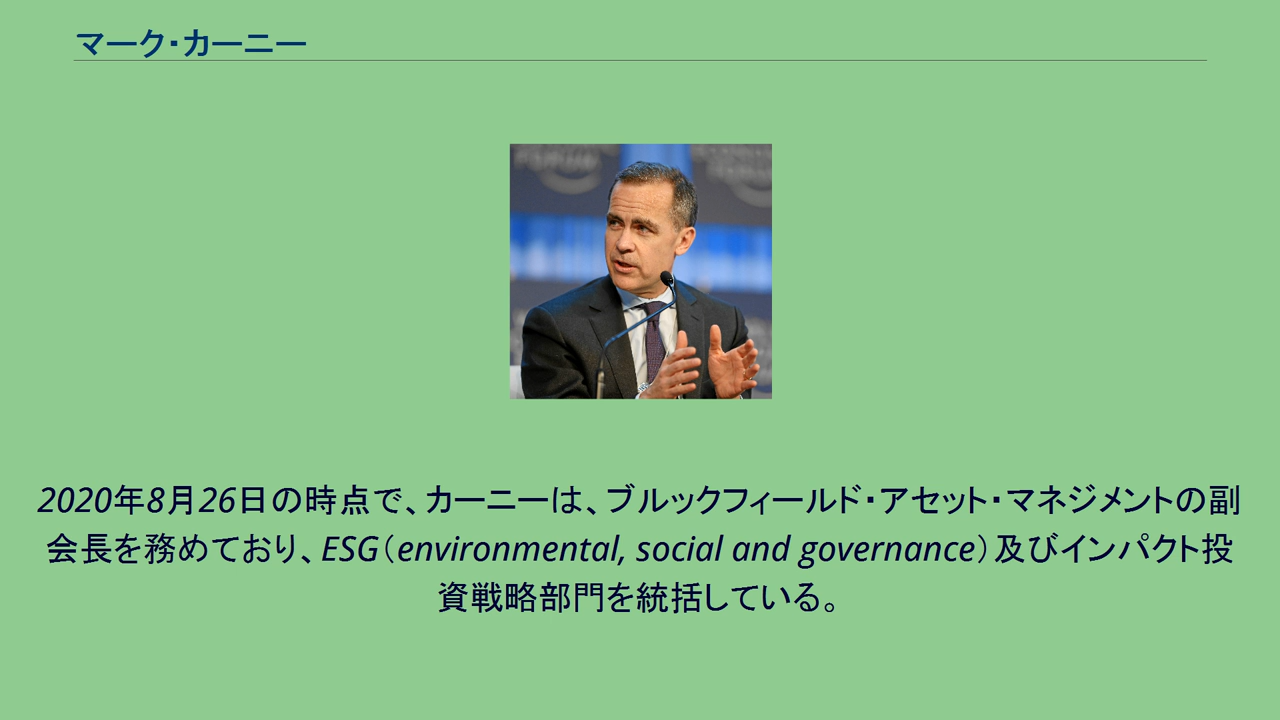 マーク・カーニー
ECONOMIC
FORUM
2020年8月26日の時点で、カーニーは、ブルックフィールド・アセット・マネジメントの副
会長を務めており、ESG（environmental, social and governance）及びインパクト投
資戦略部門を統括している。